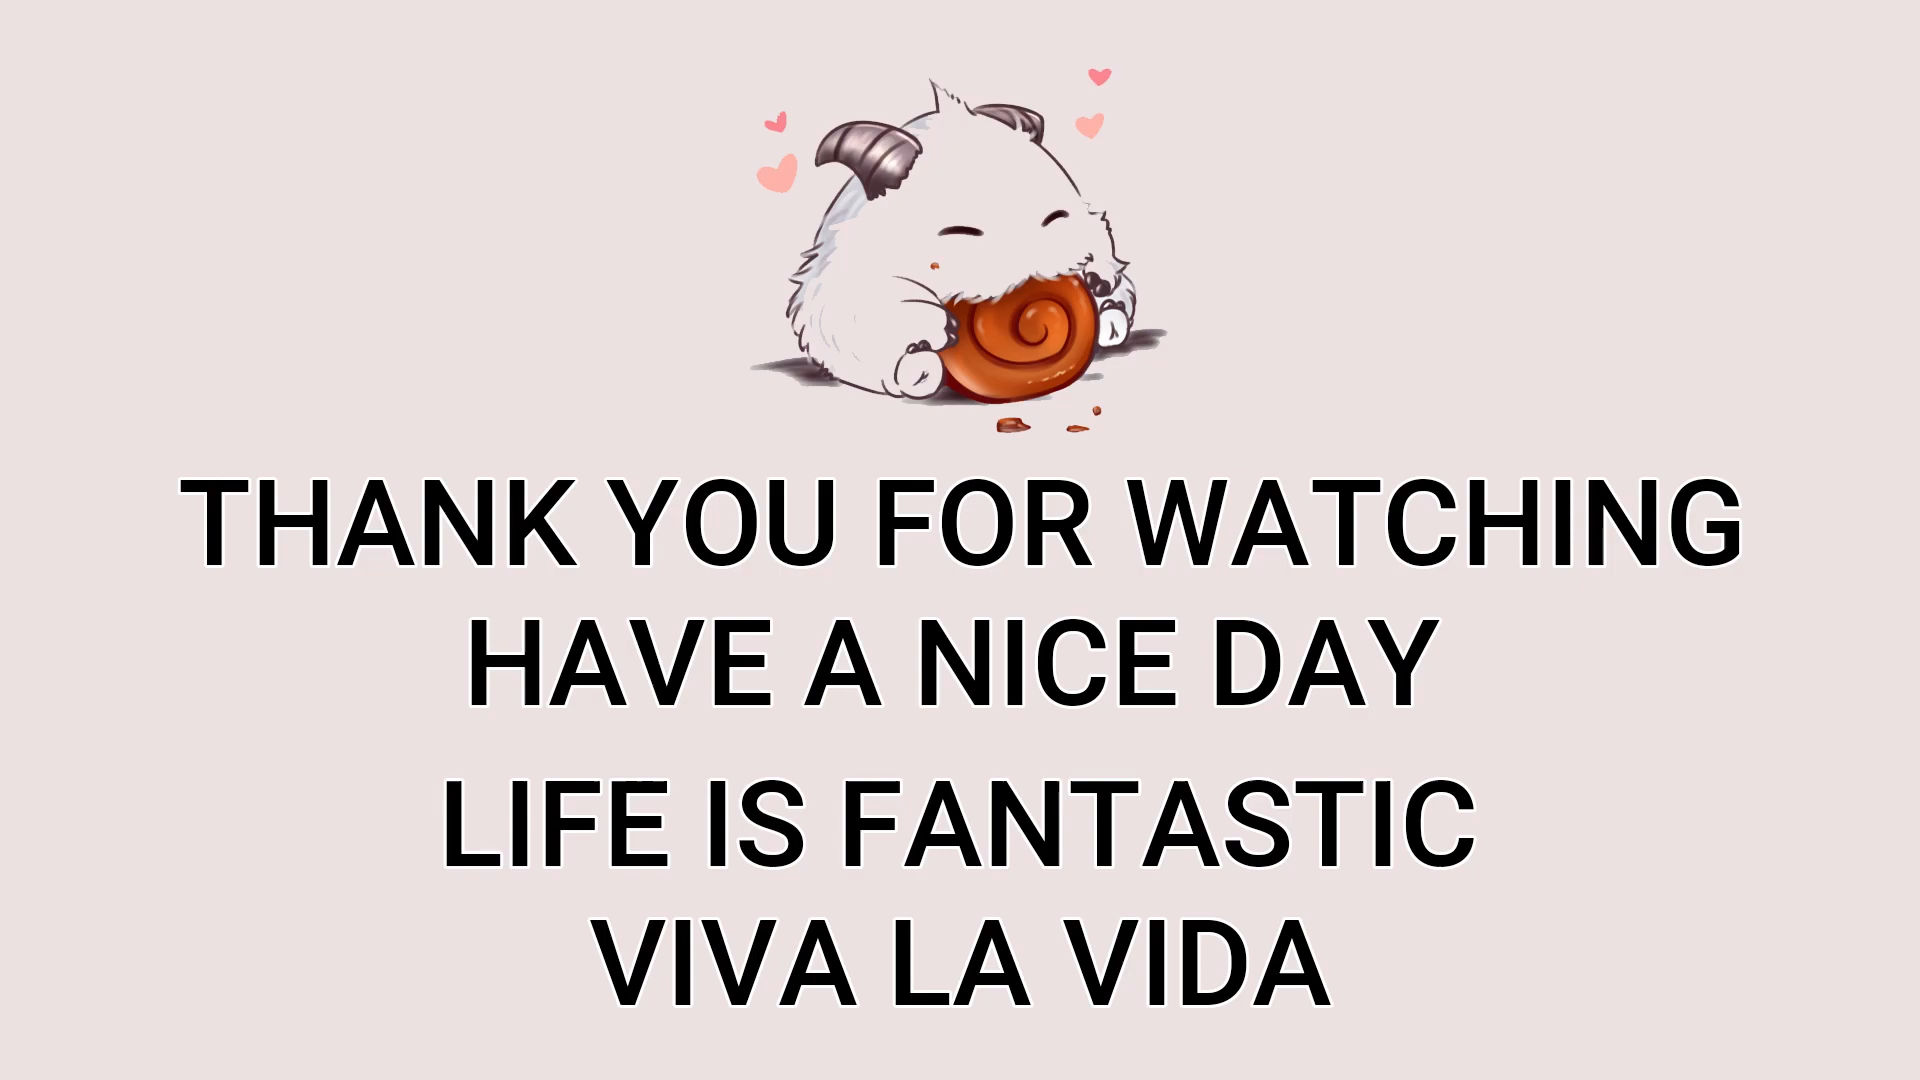 THANK YOU FOR WATCHING
HAVE A NICE DAY
LIFE IS FANTASTIC
VIVA LA VIDA